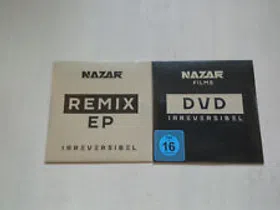 NAZAR
REMIX
EP
IRREVERSIBEL
NAZAR
FILMS
DVD
IRREVERSIBEL
16